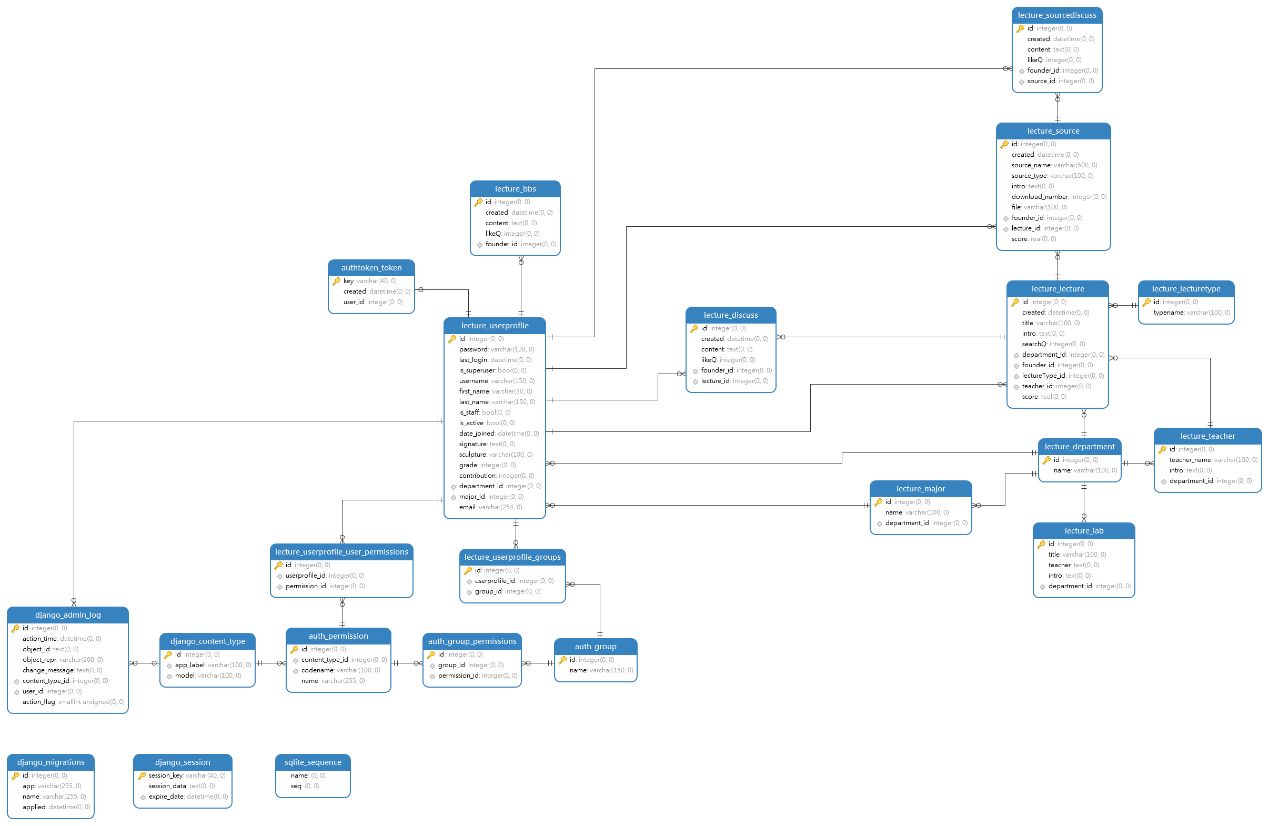 lecture_sourcediscuss
id: integer(0, 0)
created: datetime(0, 0)
content: text(0, 0)
likeQ: integer(0, 0)
founder_id: integer(0, 0)
source_id: integer(0, 0)
lecture_source
id: integer(0, 0)
created: datetime(0, 0)
source_name: varchar(500, 0)
source_type: varchar(100, 0)
intro: text(0, 0)
download_number: integer(0, 0)
file: varchar(100, 0)
founder_id: integer(0, 0)
lecture_id: integer(0, 0)
score: real(0, 0)
lecture_bbs
id: integer(0, 0)
created: datetime(0, 0)
content: text(0, 0)
likeQ: integer(0, 0)
founder_id: integer(0, 0)
authtoken_token
key: varchar(40, 0)
created: datetime(0, 0)
user_id: integer(0, 0)
lecture_userprofile
id: integer(0, 0)
password: varchar(128, 0)
last_login: datetime(0, 0)
is_superuser: bool(0, 0)
username: varchar(150, 0)
first_name: varchar(30, 0)
last_name: varchar(150, 0)
is_staff: bool(0, 0)
is_active: bool(0, 0)
date_joined: datetime(0, 0)
signature: text(0, 0)
sculpture: varchar(100, 0)
grade: integer(0, 0)
contribution: integer(0, 0)
department_id: integer(0, 0)
major_id: integer(0, 0)
email: varchar(254, 0)
lecture_discuss
id: integer(0, 0)
created: datetime(0, 0)
content: text(0, 0)
likeQ: integer(0, 0)
founder_id: integer(0, 0)
lecture_id: integer(0, 0)
lecture_lecture
id: integer(0, 0)
created: datetime(0, 0)
title: varchar(100, 0)
intro: text(0, 0)
searchQ: integer(0, 0)
department_id: integer(0, 0)
founder_id: integer(0, 0)
lectureType_id: integer(0, 0)
teacher_id: integer(0, 0)
score: real(0, 0)
lecture_lecturetype
id: integer(0, 0)
typename: varchar(100, 0)
lecture_department
id: integer(0, 0)
name: varchar(100, 0)
lecture_teacher
id: integer(0, 0)
teacher_name: varchar(100, 0)
intro: text(0, 0)
department_id: integer(0, 0)
lecture_major
id: integer(0, 0)
name: varchar(100, 0)
department_id: integer(0, 0)
lecture_lab
id: integer(0, 0)
title: varchar(100, 0)
teacher: text(0, 0)
intro: text(0, 0)
department_id: integer(0, 0)
lecture_userprofile_user_permissions
id: integer(0, 0)
userprofile_id: integer(0, 0)
permission_id: integer(0, 0)
lecture_userprofile_groups
id: integer(0, 0)
userprofile_id: integer(0, 0)
group_id: integer(0, 0)
django_admin_log
id: integer(0, 0)
action_time: datetime(0, 0)
object_id: text(0, 0)
object_repr: varchar(200, 0)
change_message: text(0, 0)
content_type_id: integer(0, 0)
user_id: integer(0, 0)
action_flag: smallint unsigned(0, 0)
django_content_type
id: integer(0, 0)
app_label: varchar(100, 0)
model: varchar(100, 0)
auth_permission
id: integer(0, 0)
content_type_id: integer(0, 0)
codename: varchar(100, 0)
name: varchar(255, 0)
auth_group_permissions
id: integer(0, 0)
group_id: integer(0, 0)
permission_id: integer(0, 0)
auth_group
id: integer(0, 0)
name: varchar(150, 0)
django_migrations
id: integer(0, 0)
app: varchar(255, 0)
name: varchar(255, 0)
applied: datetime(0, 0)
django_session
session_key: varchar(40, 0)
session_data: text(0, 0)
expire_date: datetime(0, 0)
sqlite_sequence
name: (0, 0)
seq: (0, 0)